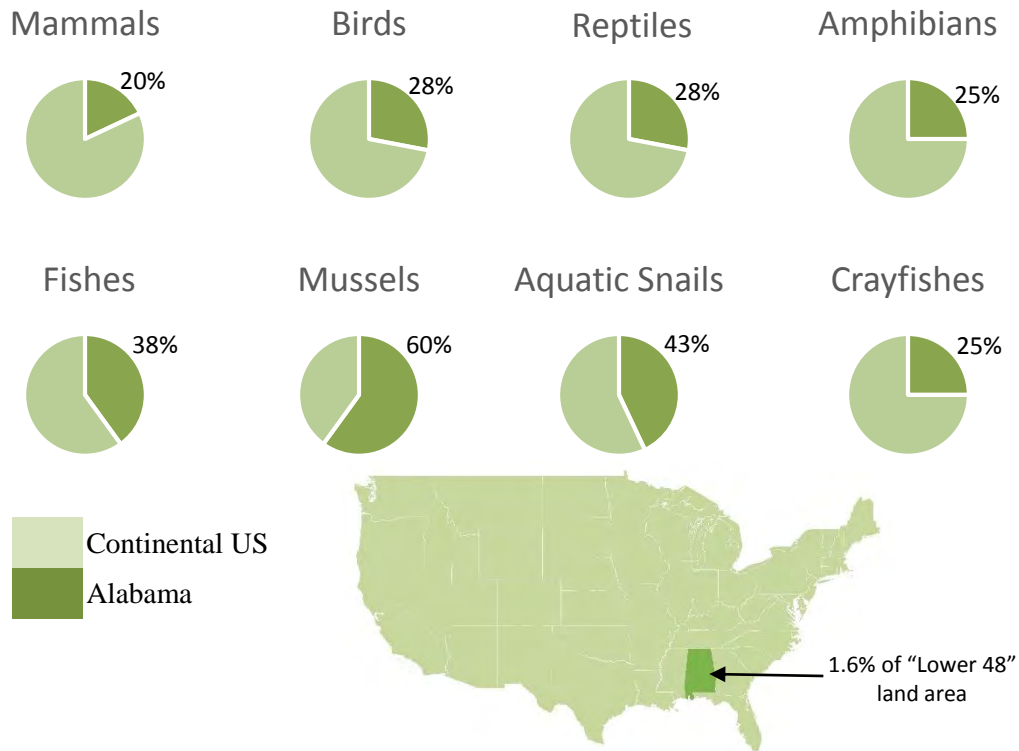 Mammals
Birds
Reptiles
Amphibians
20%
28%
28%
25%
Fishes
Mussels
Aquatic Snails
Crayfishes
38%
60%
43%
25%
Continental US
Alabama
1.6% of “Lower 48”
land area